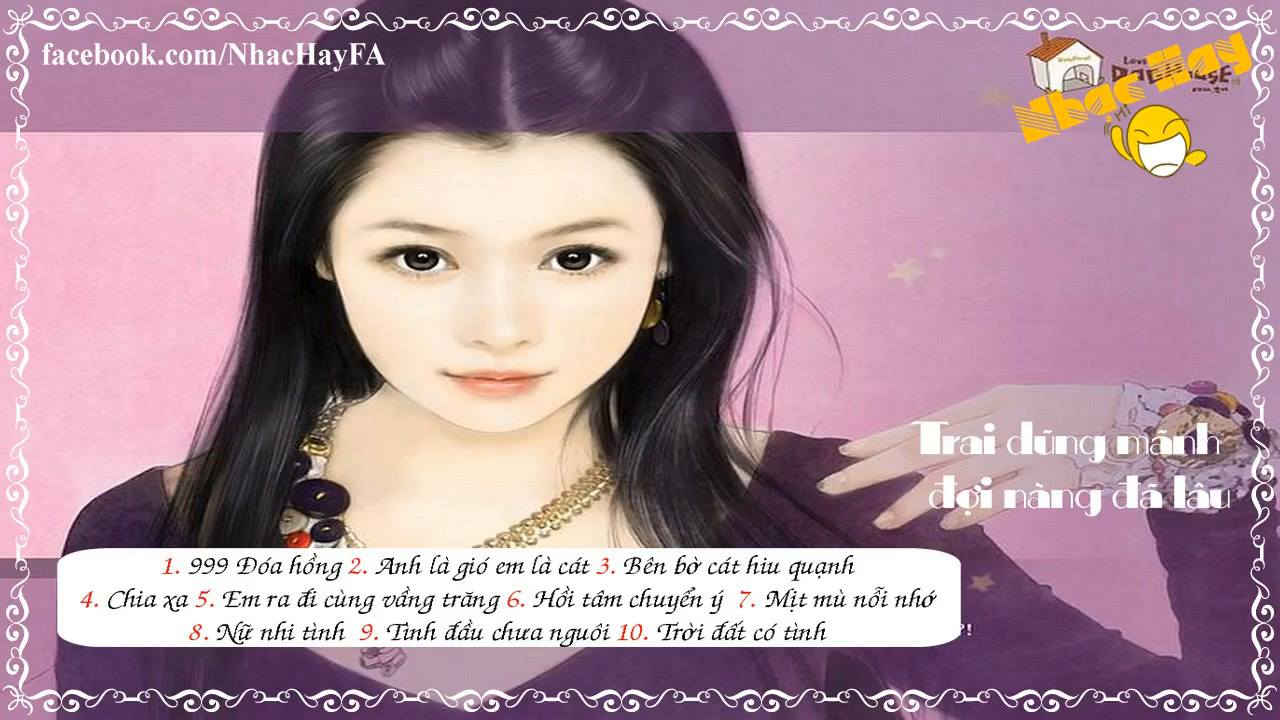 facebook.com/NhacHayFA
Nhạc Hay
Hi
Trai dũng mãnh
đợi nàng đã lâu
1. 999 Đóa hồng 2. Anh là gió em là cát 3. Bên bờ cát hiu quạnh
4. Chia xa 5. Em ra đi cùng vầng trăng 6. Hồi tâm chuyển ý 7. Mịt mù nỗi nhớ
8. Nữ nhi tình 9. Tình đầu chưa nguôi 10. Trời đất có tình
?!